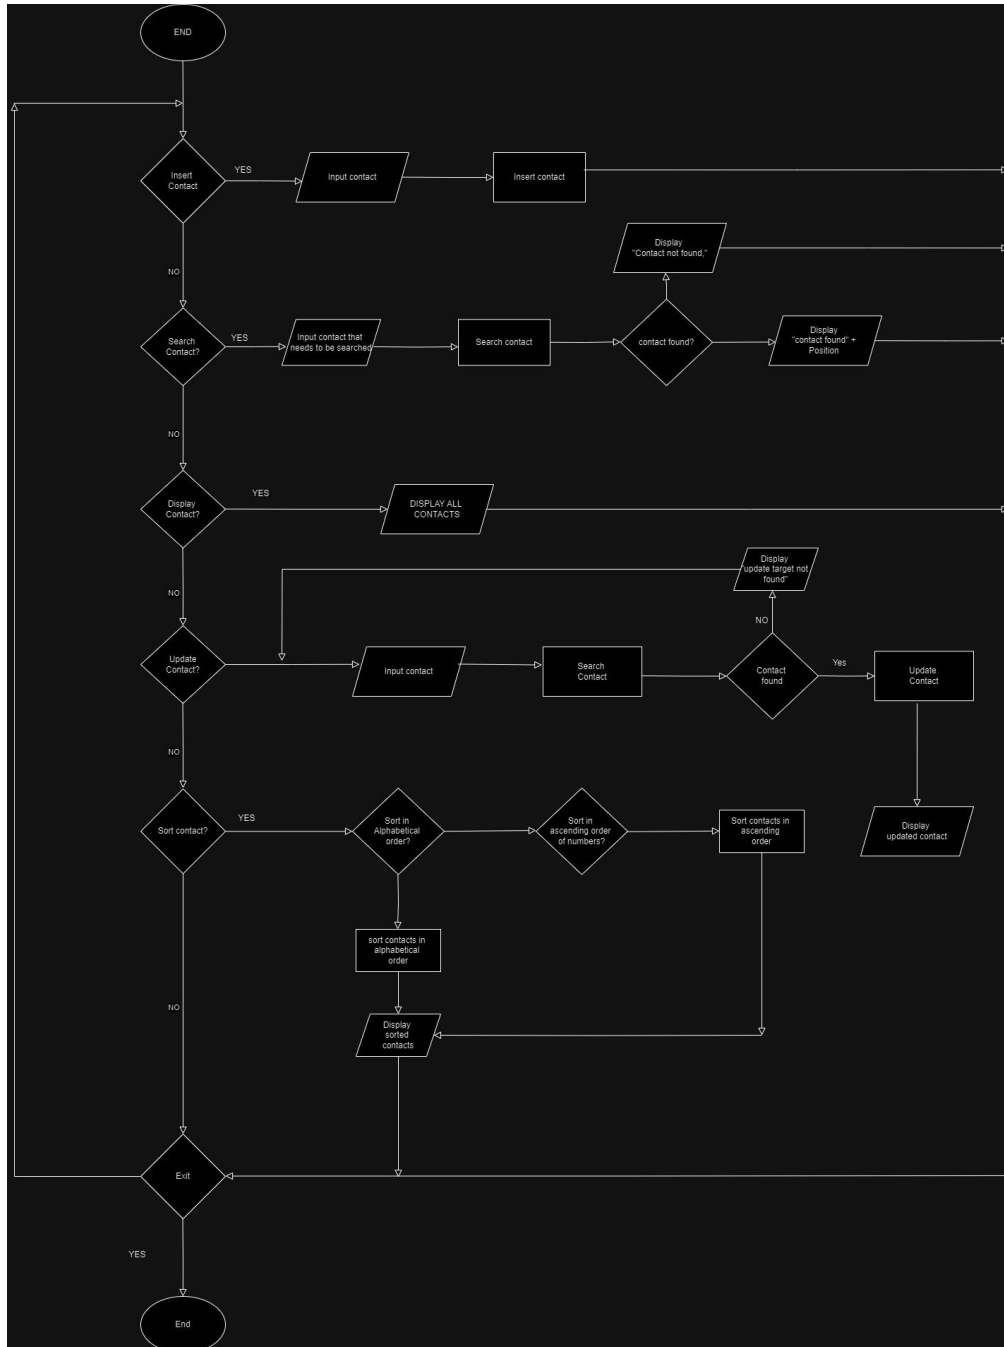 END
Insert
Contact
YES
Input contact
Insert contact
NO
Display
"Contact not found,"
Search
Contact?
YES
Input contact that
needs to be searched
Search contact
contact found?
Display
"contact found" +
Position
NO
Display
Contact?
YES
DISPLAY ALL
CONTACTS
NO
Display
"update target not
found"
NO
Update
Contact?
Input contact
Search
Contact
Contact
found
Yes
Update
Contact
NO
Sort contact?
YES
Sort in
Alphabetical
order?
Sort in
ascending order
of numbers?
Sort contacts in
ascending
order
Display
updated contact
sort contacts in
alphabetical
order
NO
Display
sorted
contacts
Exit
YES
End